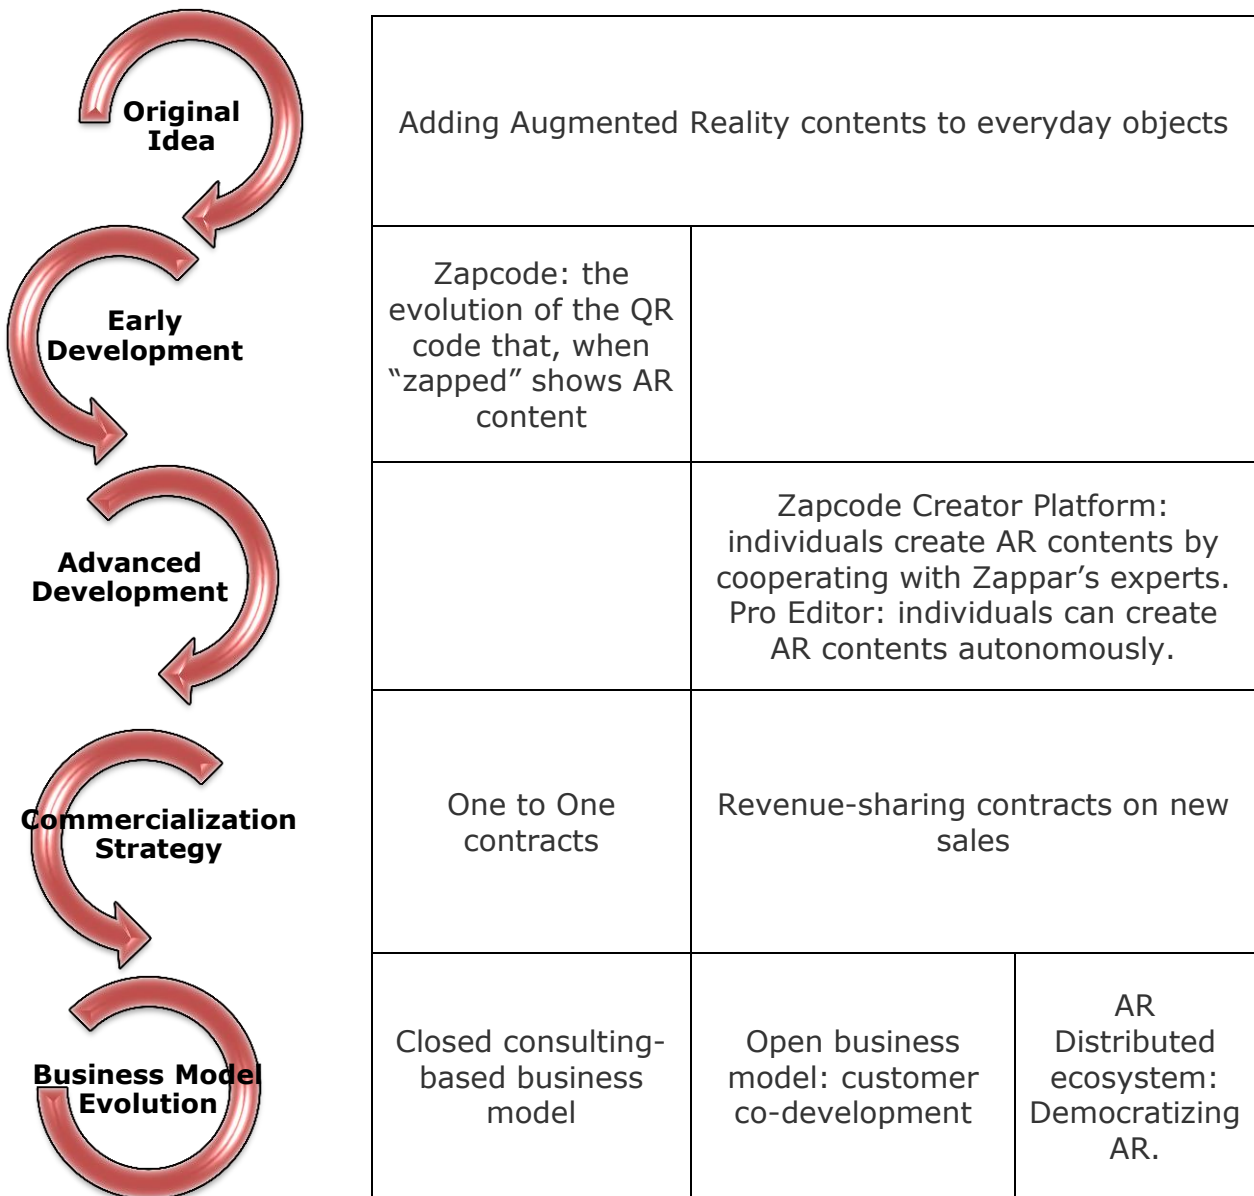 Original
Idea
Adding Augmented Reality contents to everyday objects
Early
Development
Zapcode: the
evolution of the QR
code that, when
“zapped” shows AR
content
Advanced
Development
Zapcode Creator Platform:
individuals create AR contents by
cooperating with Zappar’s experts.
Pro Editor: individuals can create
AR contents autonomously.
Commercialization
Strategy
One to One
contracts
Revenue-sharing contracts on new
sales
Business Model
Evolution
Closed consulting-
based business
model
Open business
model: customer
co-development
AR
Distributed
ecosystem:
Democratizing
AR.